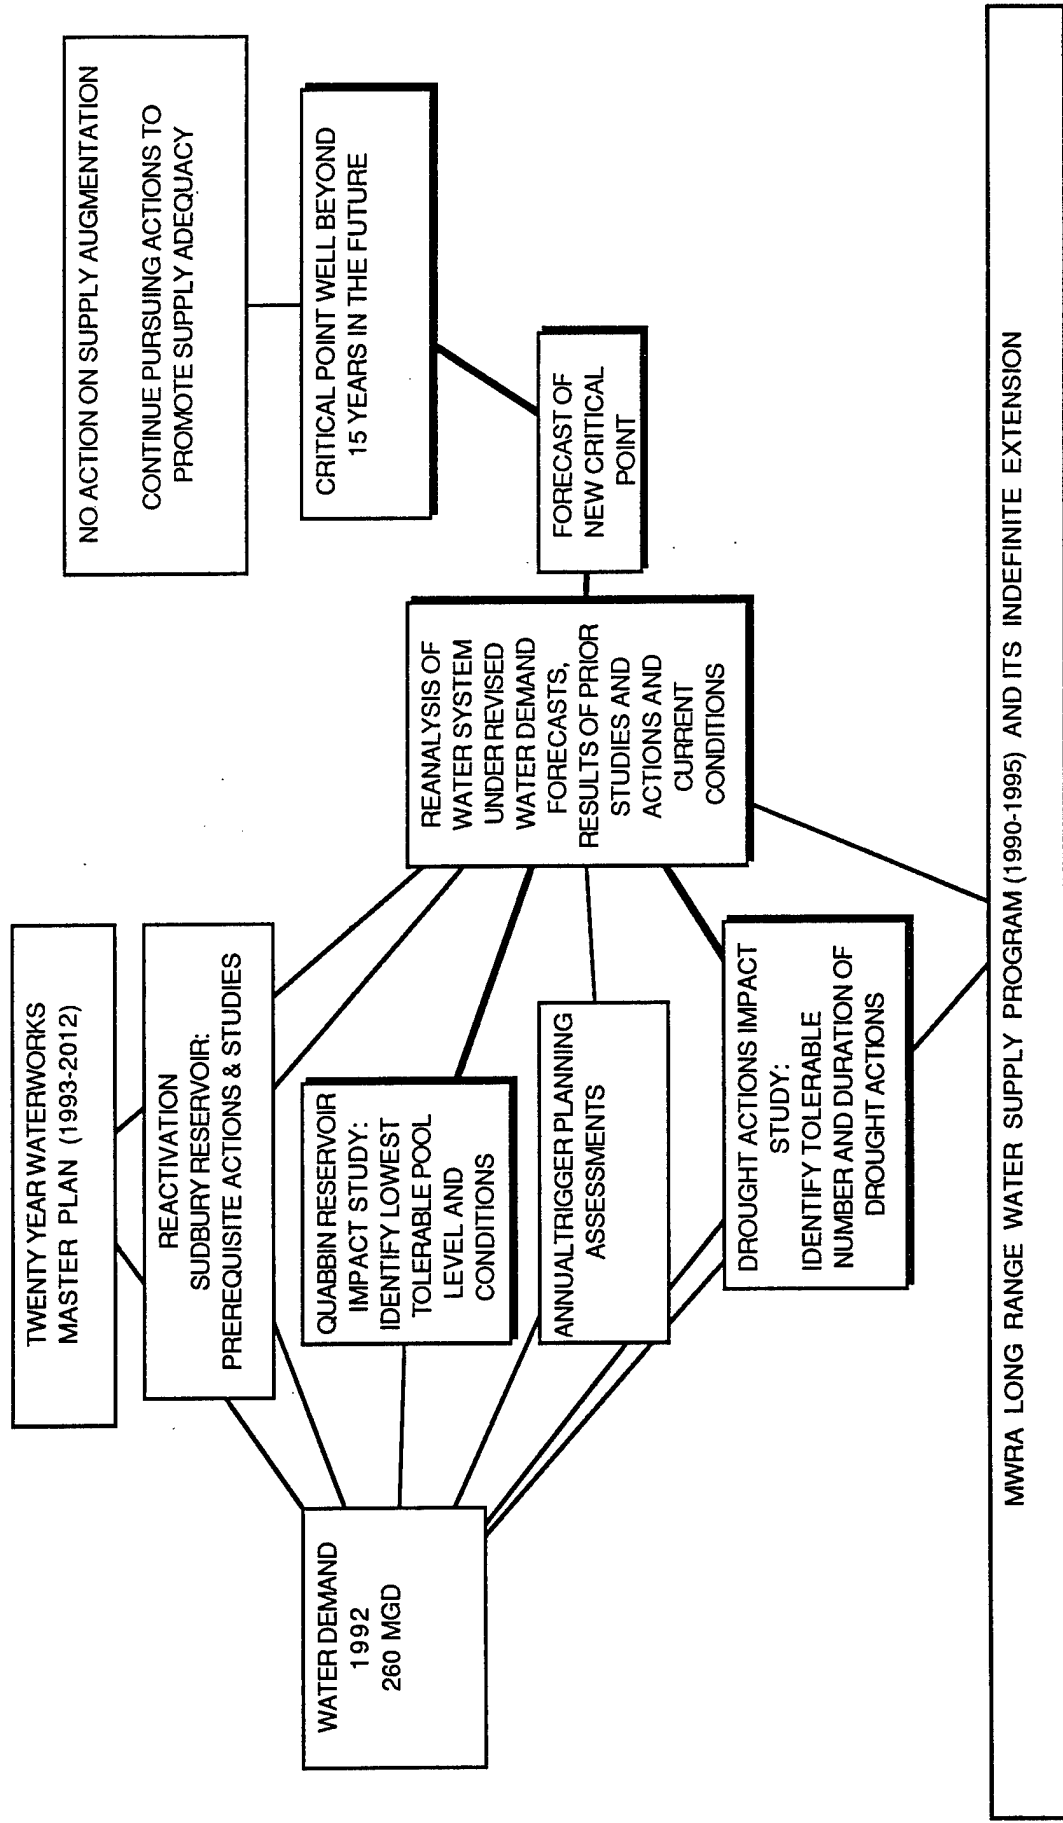 TWENTY YEAR WATERWORKS
MASTER PLAN (1993-2012)
REACTIVATION
SUDBURY RESERVOIR:
PREREQUISITE ACTIONS & STUDIES
WATER DEMAND
1992
260 MGD
QUABBIN RESERVOIR
IMPACT STUDY:
IDENTIFY LOWEST
TOLERABLE POOL
LEVEL AND
CONDITIONS
ANNUAL TRIGGER PLANNING
ASSESSMENTS
DROUGHT ACTIONS IMPACT
STUDY:
IDENTIFY TOLERABLE
NUMBER AND DURATION OF
DROUGHT ACTIONS
REANALYSIS OF
WATER SYSTEM
UNDER REVISED
WATER DEMAND
FORECASTS,
RESULTS OF PRIOR
STUDIES AND
ACTIONS AND
CURRENT
CONDITIONS
FORECAST OF
NEW CRITICAL
POINT
CRITICAL POINT WELL BEYOND
15 YEARS IN THE FUTURE
NO ACTION ON SUPPLY AUGMENTATION
CONTINUE PURSUING ACTIONS TO
PROMOTE SUPPLY ADEQUACY
MWRA LONG RANGE WATER SUPPLY PROGRAM (1990-1995) AND ITS INDEFINITE EXTENSION